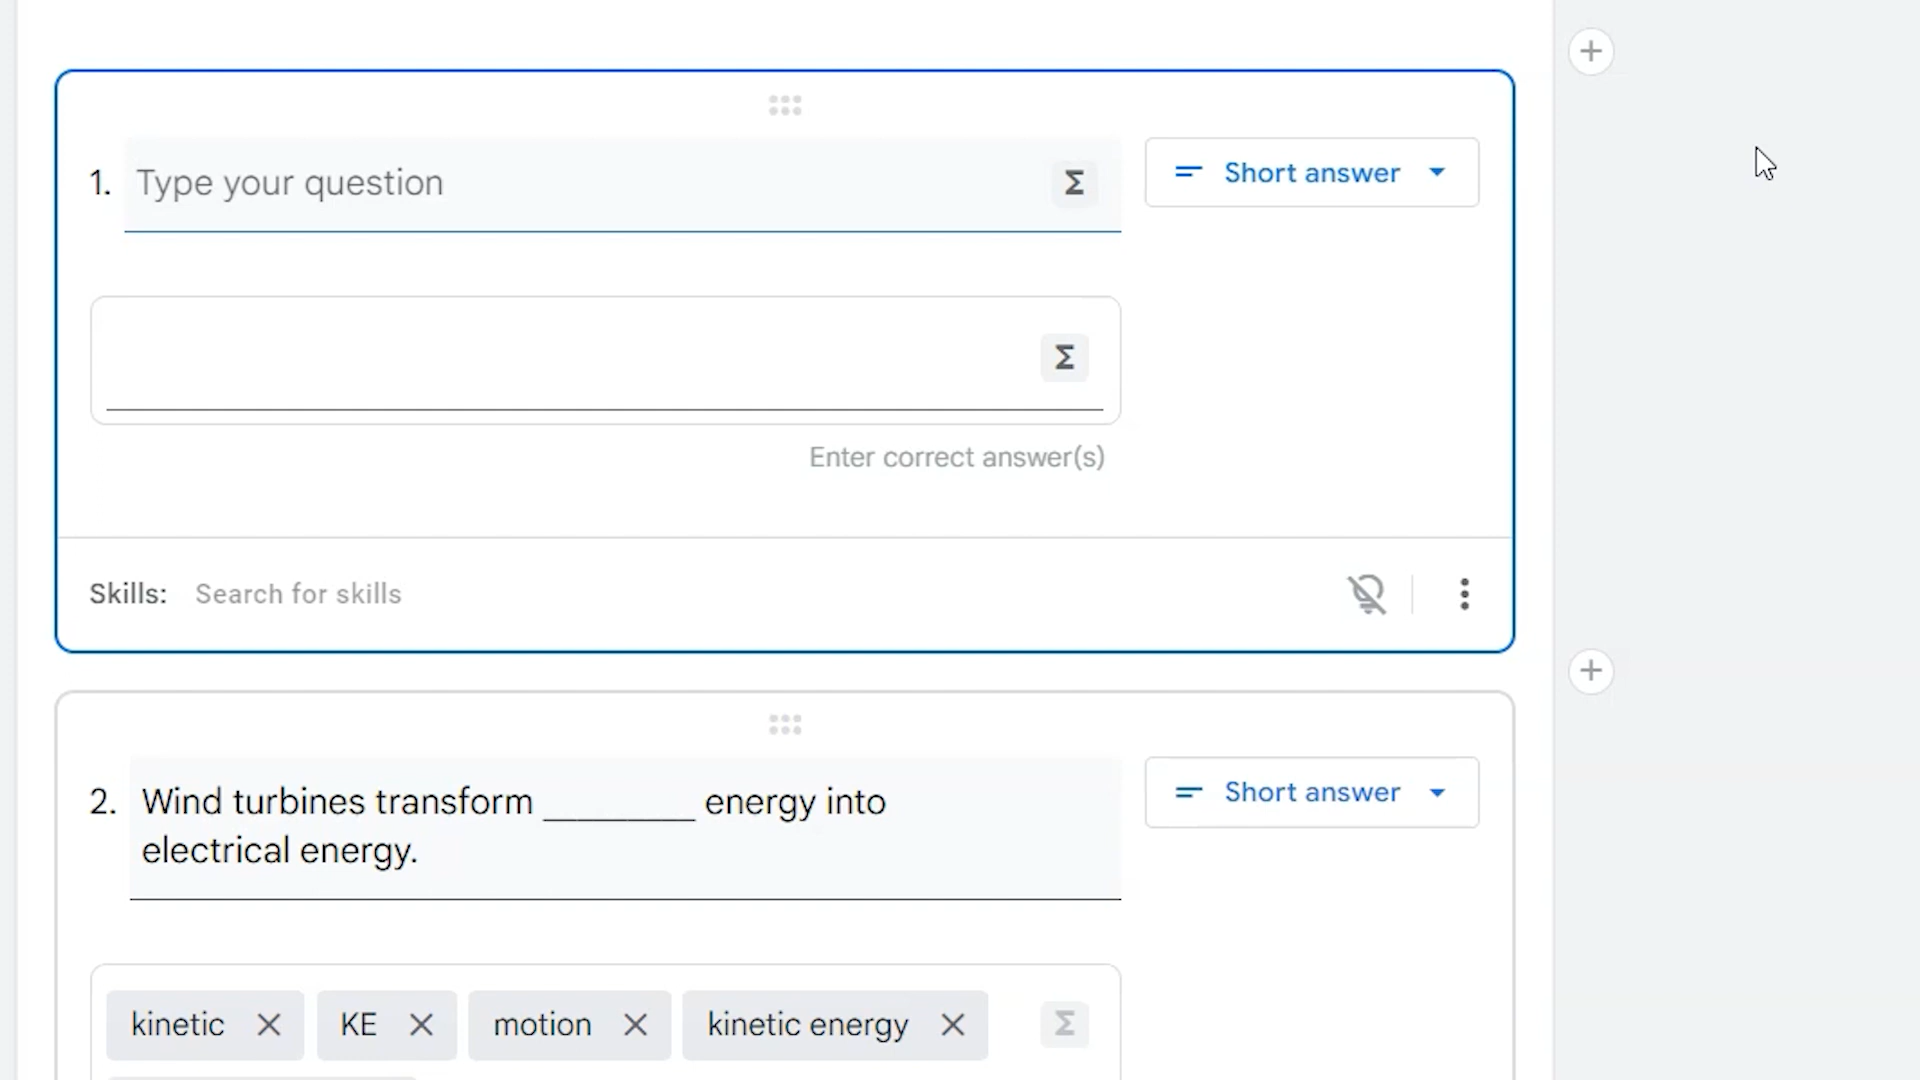 1. Type your question Σ
Short answer
Σ
Enter correct answer(s)
Skills: Search for skills
2. Wind turbines transform _________ energy into
electrical energy.
Short answer
kinetic KE motion kinetic energy Σ